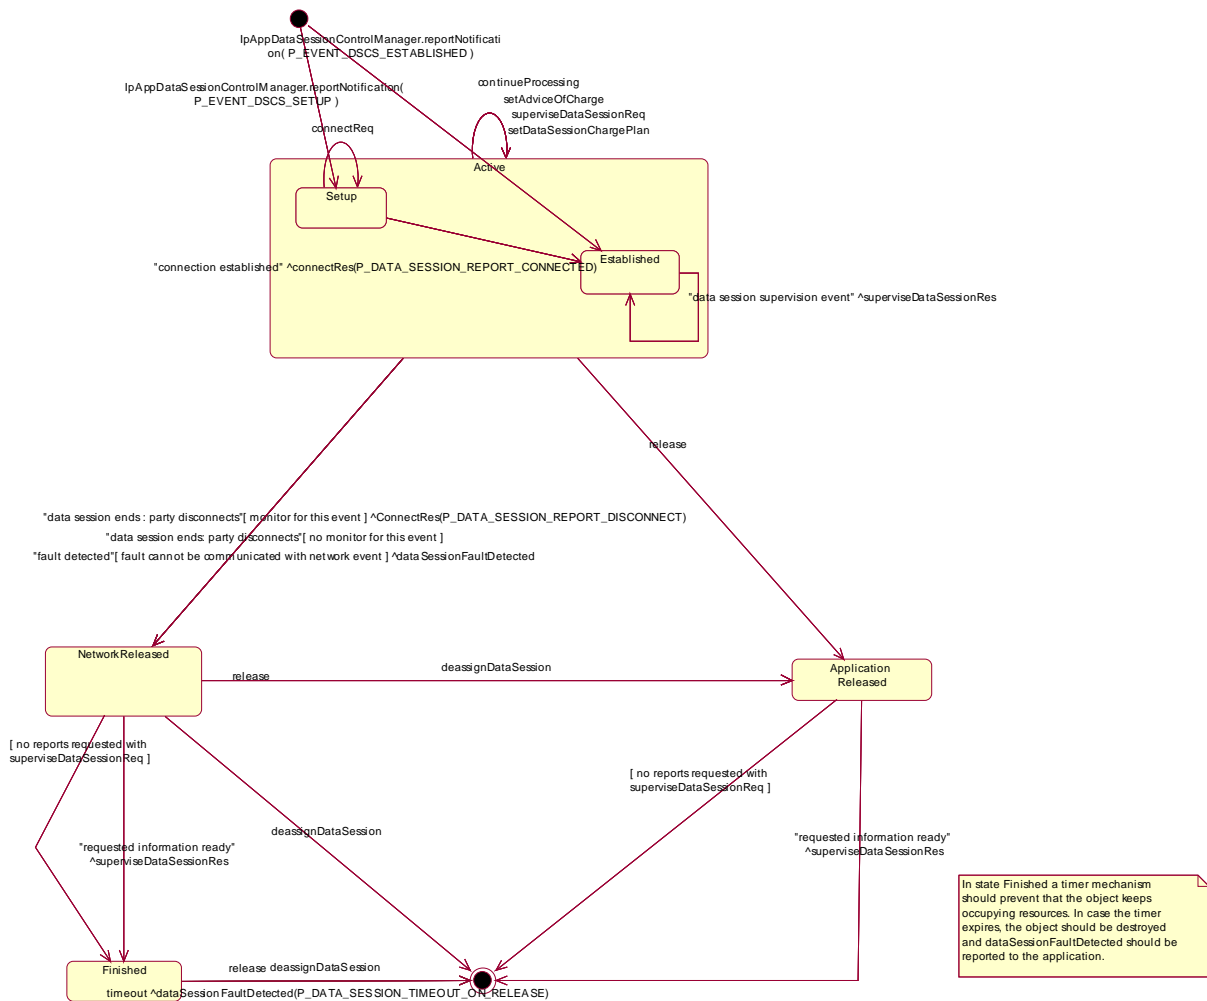 IpAppDataSessionControlManager.reportNotificati
on( P_EVENT_DSCS_ESTABLISHED )
IpAppDataSessionControlManager.reportNotification(
P_EVENT_DSCS_SETUP )
continueProcessing
setAdviceOfCharge
superviseDataSessionReq
setDataSessionChargePlan
connectReq
Active
Setup
Established
"connection established" ^connectRes(P_DATA_SESSION_REPORT_CONNECTED)
"data session supervision event" ^superviseDataSessionRes
release
"data session ends : party disconnects"[ monitor for this event ] ^ConnectRes(P_DATA_SESSION_REPORT_DISCONNECT)
"data session ends: party disconnects"[ no monitor for this event ]
"fault detected"[ fault cannot be communicated with network event ] ^dataSessionFaultDetected
NetworkReleased
release
deassignDataSession
Application
Released
[ no reports requested with
superviseDataSessionReq ]
"requested information ready"
^superviseDataSessionRes
deassignDataSession
[ no reports requested with
superviseDataSessionReq ]
"requested information ready"
^superviseDataSessionRes
Finished
release
deassignDataSession
timeout ^dataSessionFaultDetected(P_DATA_SESSION_TIMEOUT_ON_RELEASE)
In state Finished a timer mechanism
should prevent that the object keeps
occupying resources. In case the timer
expires, the object should be destroyed
and dataSessionFaultDetected should be
reported to the application.